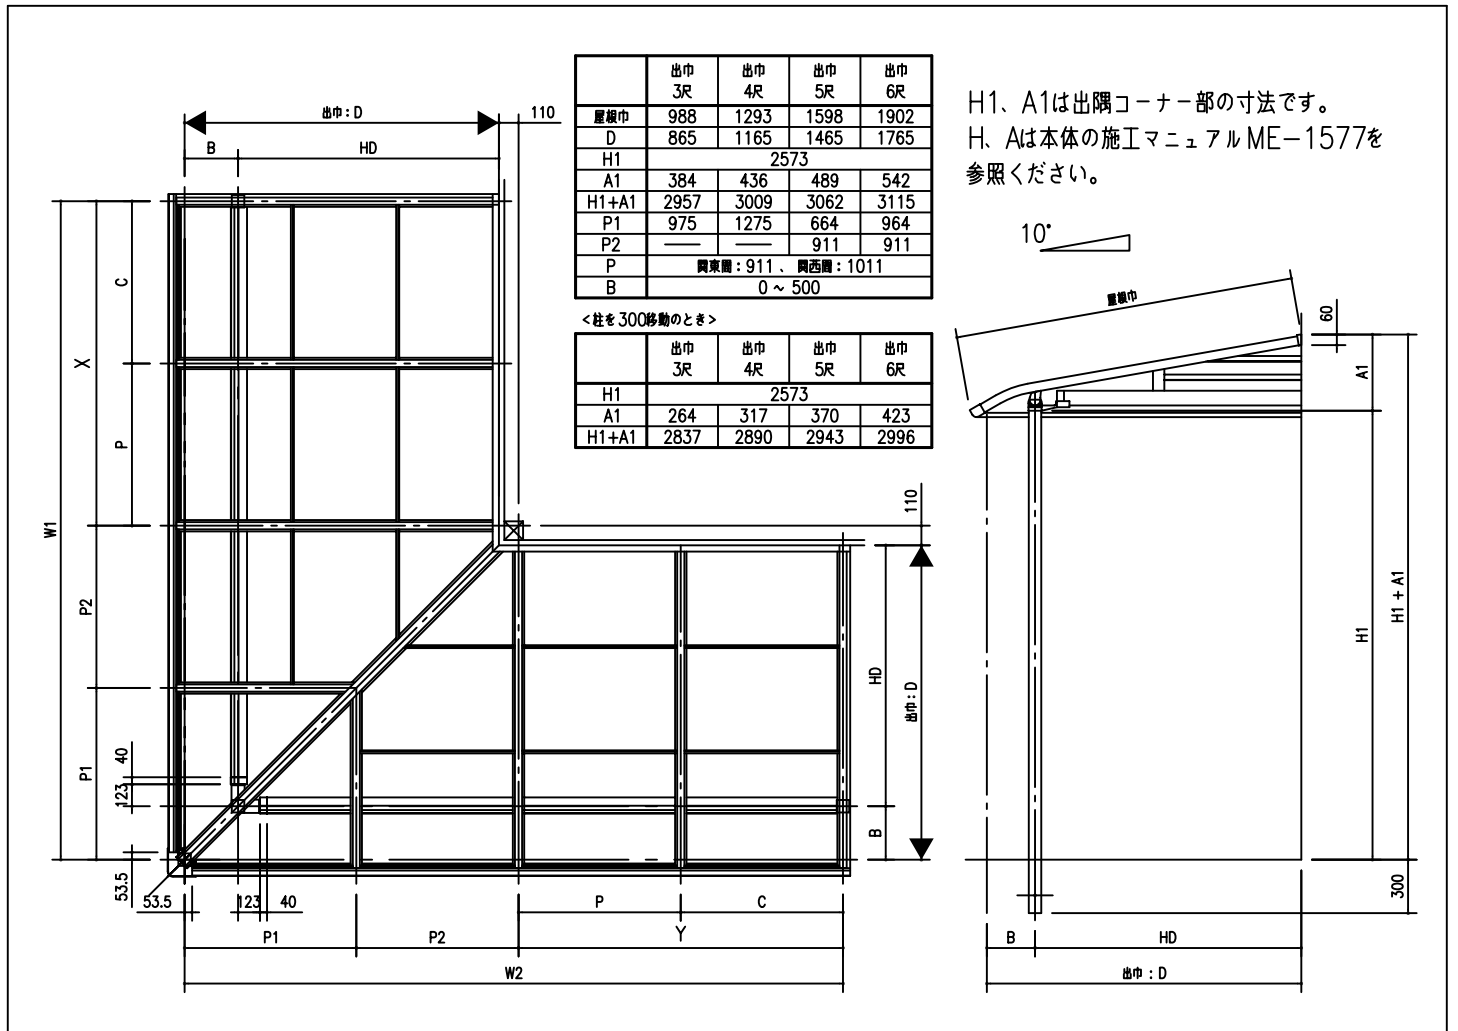 出巾：D
110
B
HD
C
X
P
W1
P2
P1
40
123
53.5
53.5
123
40
P
C
P1
P2
Y
W2
110
HD
出巾：D
B
出巾 出巾 出巾 出巾
3尺 4尺 5尺 6尺
屋根巾 988 1293 1598 1902
D 865 1165 1465 1765
H1 2573
A1 384 436 489 542
H1+A1 2957 3009 3062 3115
P1 975 1275 664 964
P2 ── ── 911 911
P 関東間：911 、 関西間：1011
B 0 ～ 500
＜柱を300移動のとき＞
出巾 出巾 出巾 出巾
3尺 4尺 5尺 6尺
H1 2573
A1 264 317 370 423
H1+A1 2837 2890 2943 2996
H1、A1は出隅コーナー部の寸法です。
H、Aは本体の施工マニュアルME−1577を
参照ください。
10°
屋根巾
60
A1
H1
H1 + A1
300
B
HD
出巾：D